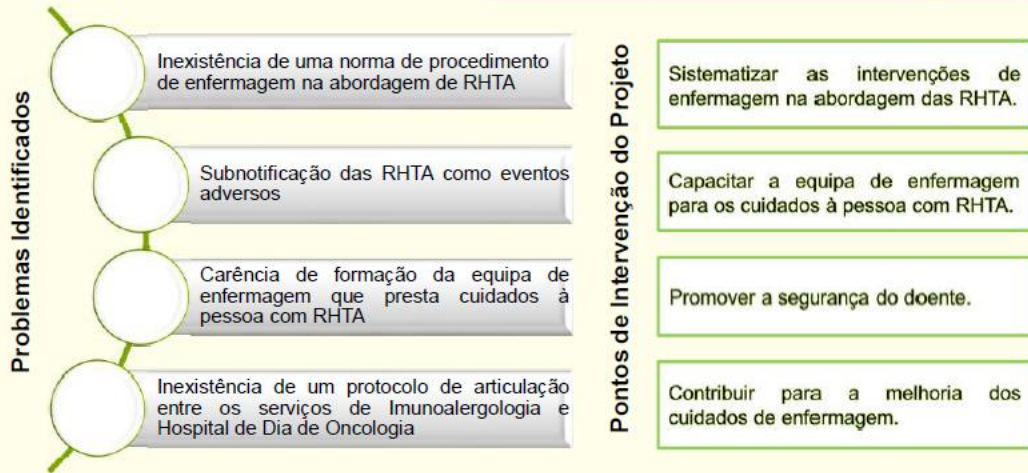 Problemas Identificados
Inexistência de uma norma de procedimento
de enfermagem na abordagem de RHTA
Subnotificação das RHTA como eventos
adversos
Carência de formação da equipa de
enfermagem que presta cuidados à
pessoa com RHTA
Inexistência de um protocolo de articulação
entre os serviços de Imunoalergologia e
Hospital de Dia de Oncologia
Pontos de Intervenção do Projeto
Sistematizar as intervenções de
enfermagem na abordagem das RHTA.
Capacitar a equipa de enfermagem
para os cuidados à pessoa com RHTA.
Promover a segurança do doente.
Contribuir para a melhoria dos
cuidados de enfermagem.